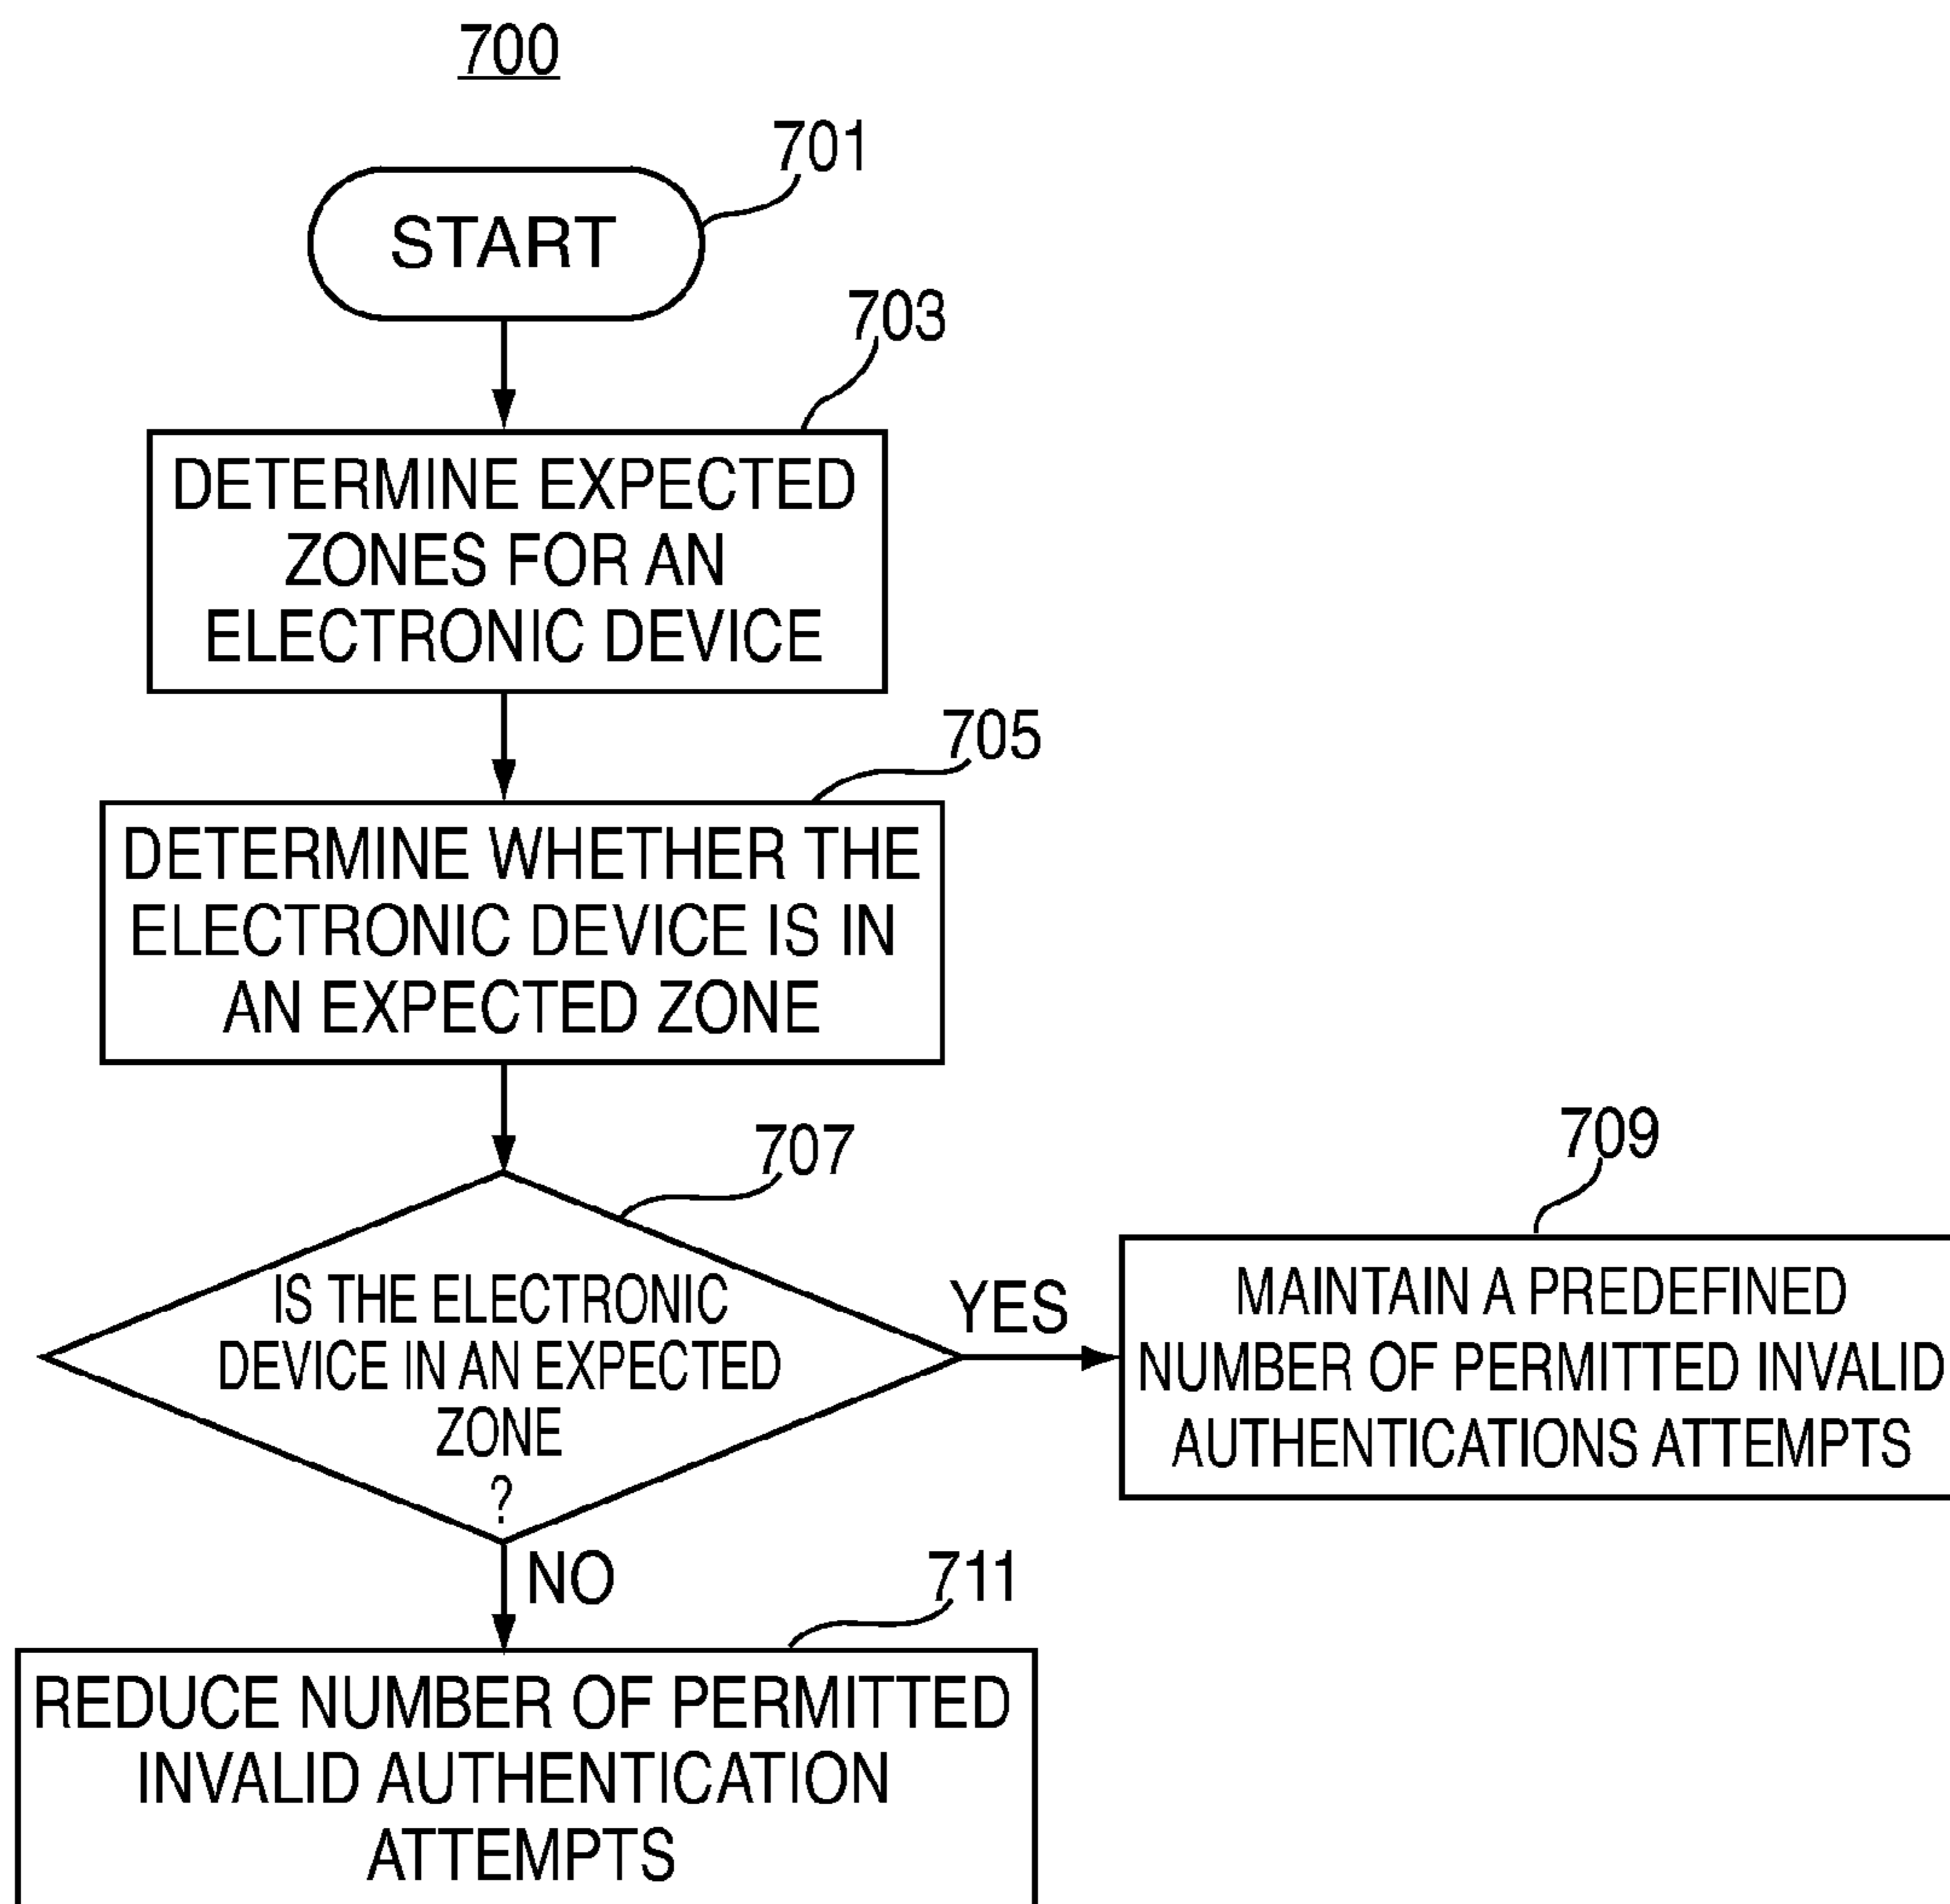 700
701
START
703
DETERMINE EXPECTED
ZONES FOR AN
ELECTRONIC DEVICE
705
DETERMINE WHETHER THE
ELECTRONIC DEVICE IS IN
AN EXPECTED ZONE
707
IS THE ELECTRONIC
DEVICE IN AN EXPECTED
ZONE
?
YES
709
MAINTAIN A PREDEFINED
NUMBER OF PERMITTED INVALID
AUTHENTICATIONS ATTEMPTS
NO
711
REDUCE NUMBER OF PERMITTED
INVALID AUTHENTICATION
ATTEMPTS